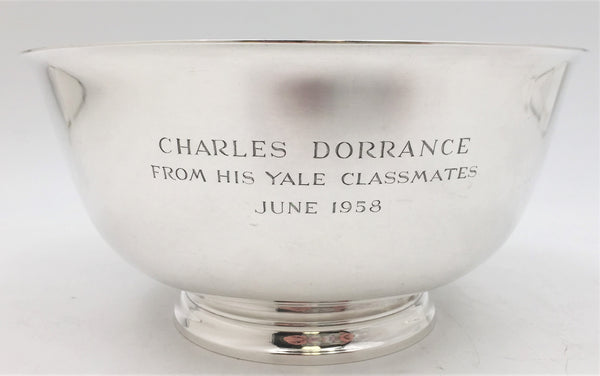 CHARLES DORRANCE
FROM HIS YALE CLASSMATES
JUNE 1958